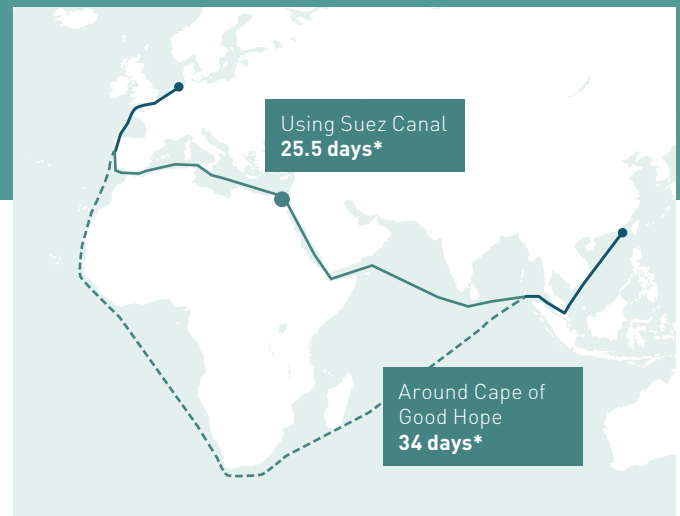 Using Suez Canal
25.5 days*
Around Cape of
Good Hope
34 days*